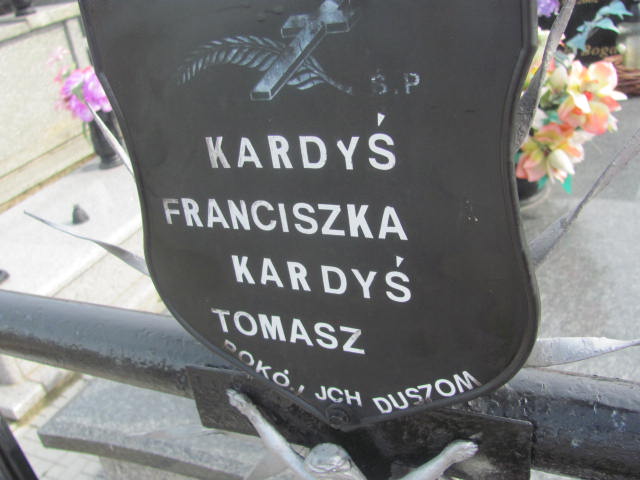 Ś.P
KARDYŚ
FRANCISZKA
KARDYŚ
TOMASZ
POKÓJ JCH DUSZOM